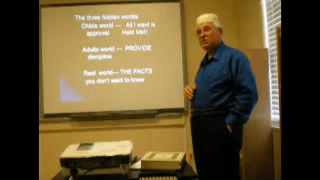 The three hidden worlds
Childs world — All I want is
approval Hold Me!!
Adults world — PROVIDE
discipline
Real world— THE FACTS
you don't want to know